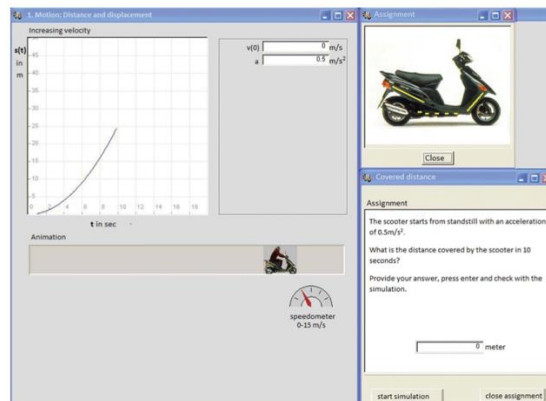 1. Motion: Distance and displacement
Increasing velocity
s(t)
in
m
45
35
25
20
15
10
5
0 2 4 6 8 10 12 14 16 18
t in sec
v(0) 0 m/s
a 0.5 m/s²
Animation
speedometer
0-15 m/s
Assignment
Close
Covered distance
Assignment
The scooter starts from standstill with an acceleration
of 0.5m/s².
What is the distance covered by the scooter in 10
seconds?
Provide your answer, press enter and check with the
simulation.
0 meter
start simulation
close assignment